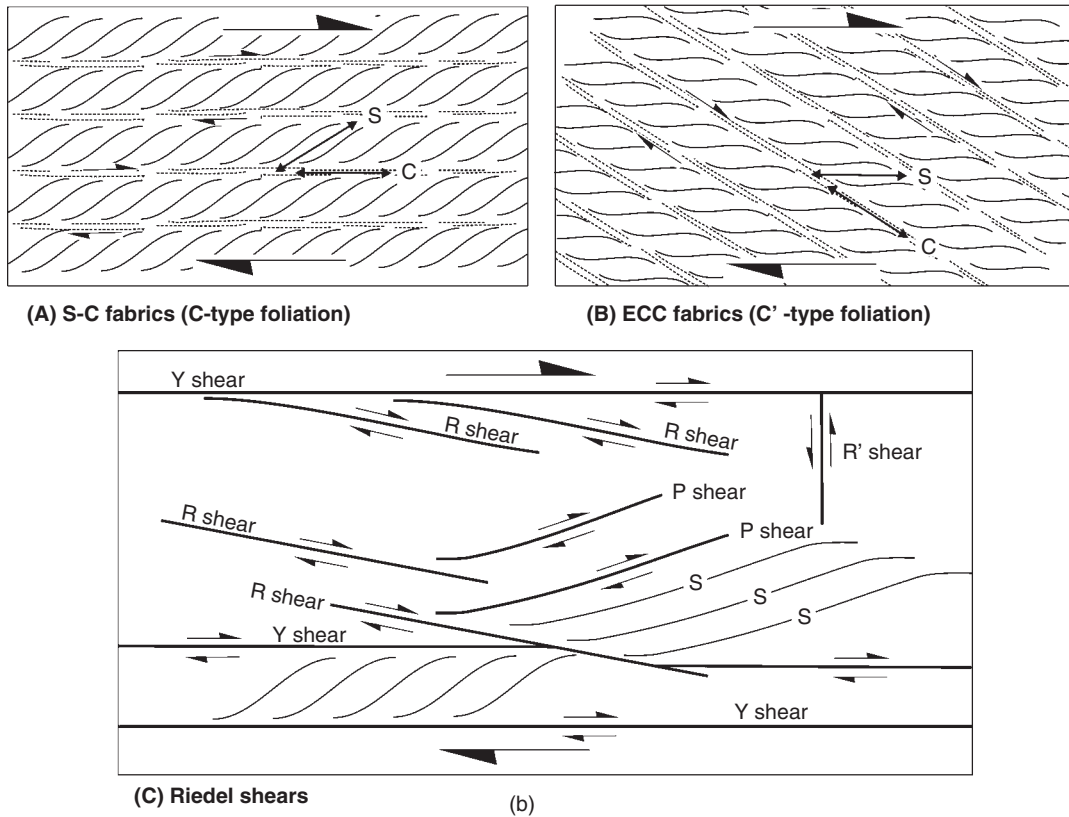 S
C
(A) S-C fabrics (C-type foliation)
S
C
(B) ECC fabrics (C' -type foliation)
Y shear
R shear
R shear
R’ shear
P shear
R shear
P shear
S
R shear
S
S
Y shear
Y shear
(C) Riedel shears
(b)